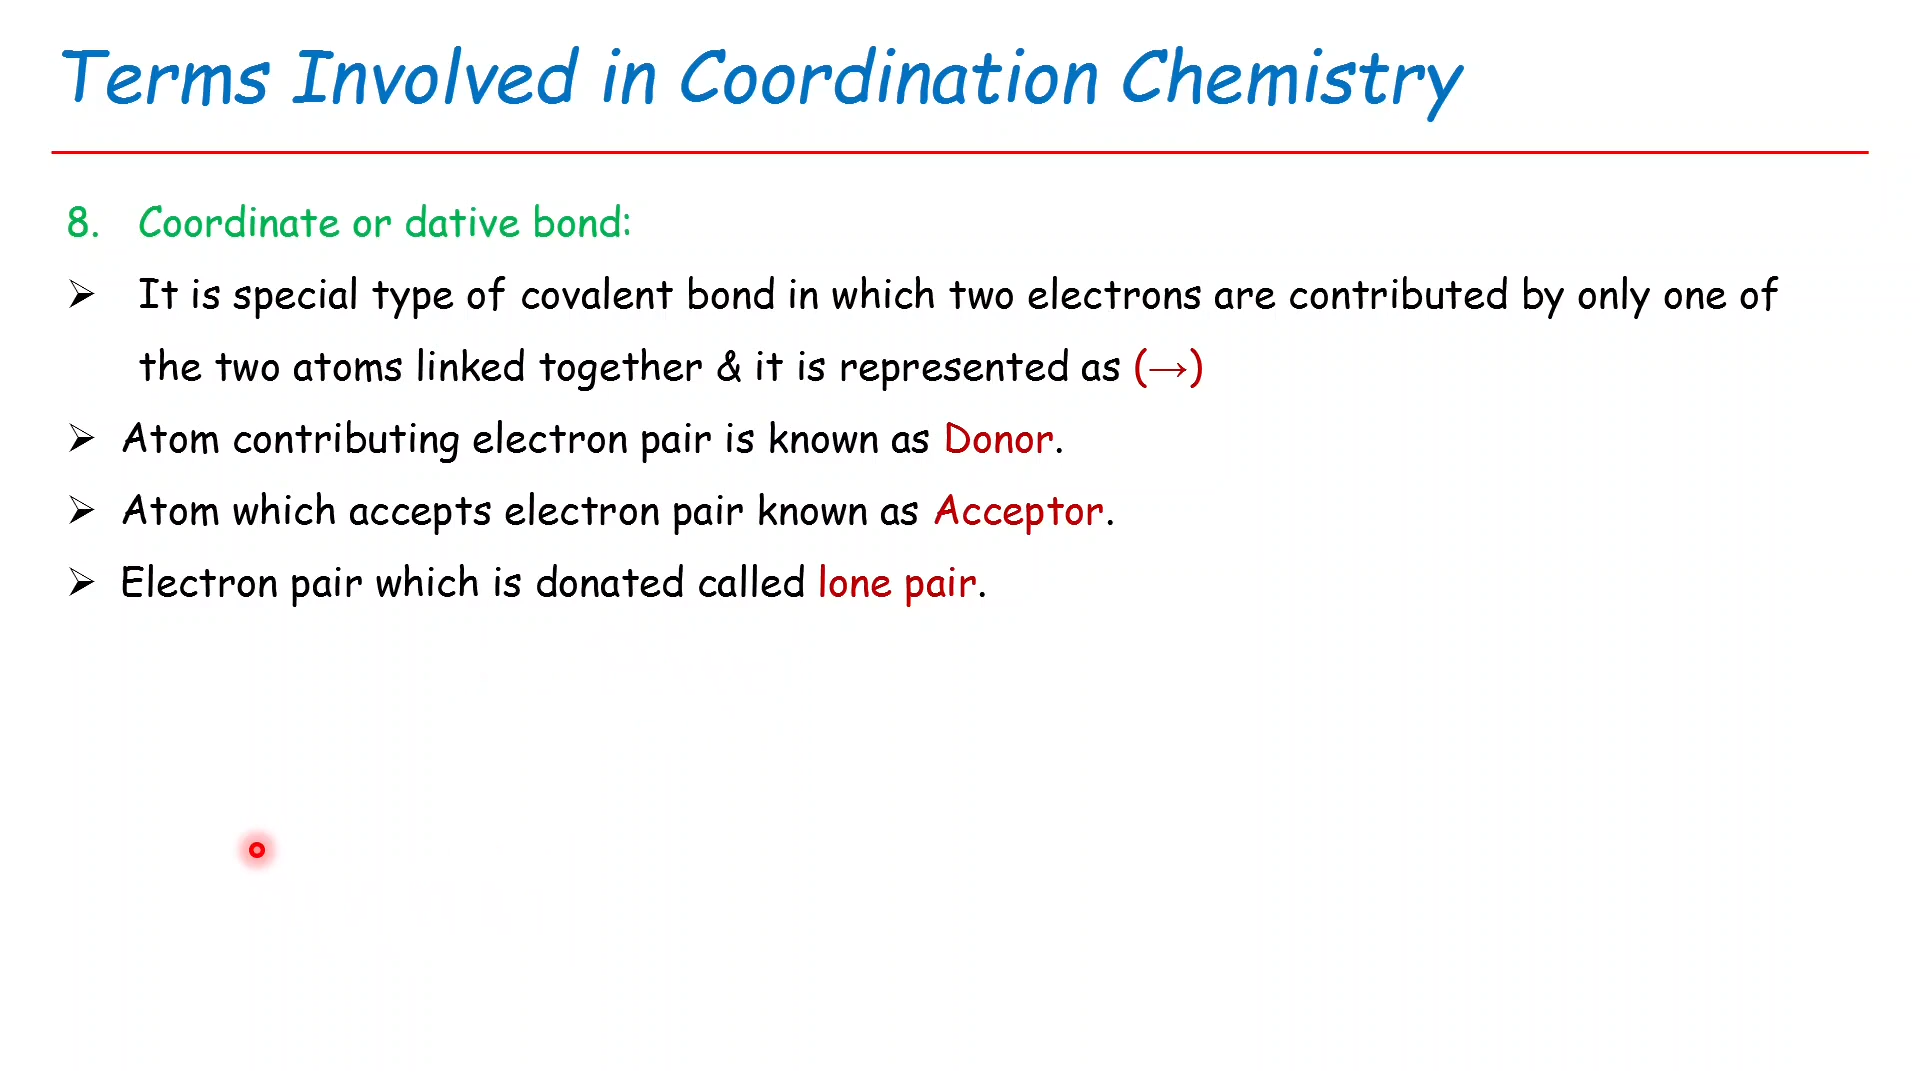 Terms Involved in Coordination Chemistry
8. Coordinate or dative bond:
➢ It is special type of covalent bond in which two electrons are contributed by only one of
the two atoms linked together & it is represented as (→)
➢ Atom contributing electron pair is known as Donor.
➢ Atom which accepts electron pair known as Acceptor.
➢ Electron pair which is donated called lone pair.